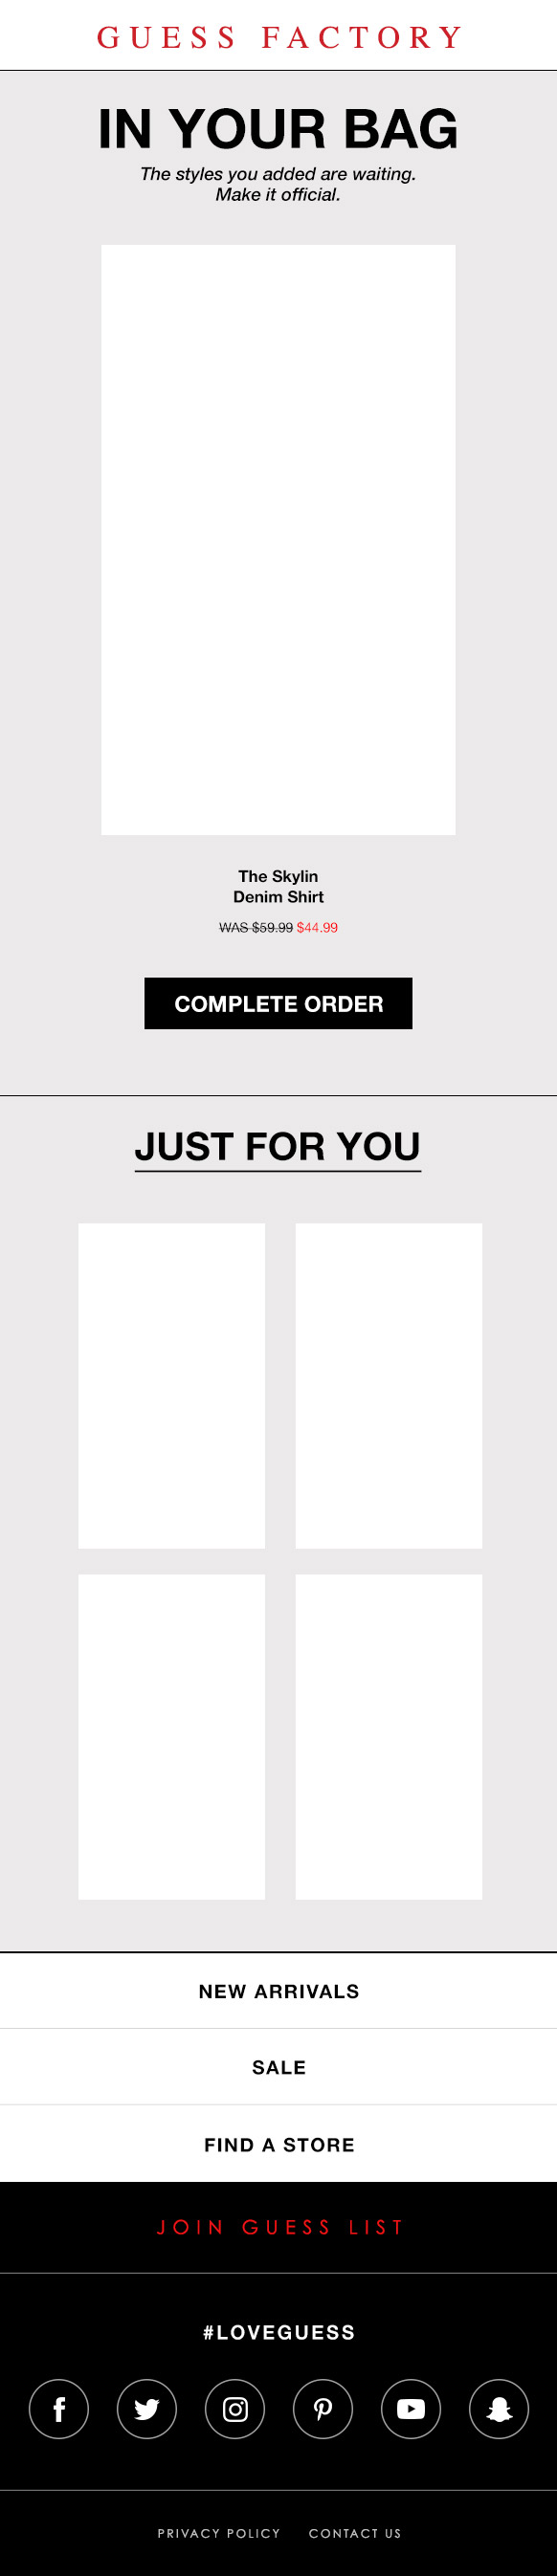 GUESS FACTORY
IN YOUR BAG
The styles you added are waiting.
Make it official.
The Skylin
Denim Shirt
WAS $59.99 $44.99
COMPLETE ORDER
JUST FOR YOU
NEW ARRIVALS
SALE
FIND A STORE
JOIN GUESS LIST
#LOVEGUESS
PRIVACY POLICY CONTACT US